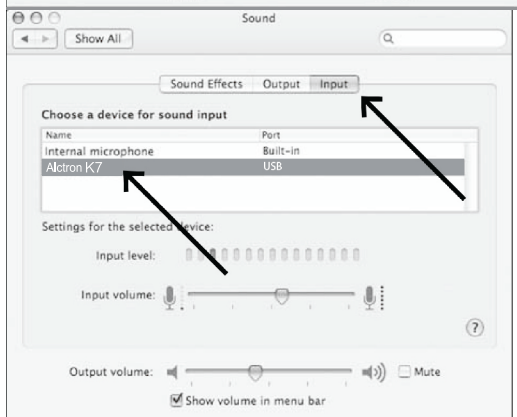 Sound
Show All
Sound Effects Output Input
Choose a device for sound input
Name Port
Internal microphone Built-in
Alctron K7 USB
Settings for the selected device:
Input level:
Input volume:
?
Output volume: Mute
Show volume in menu bar